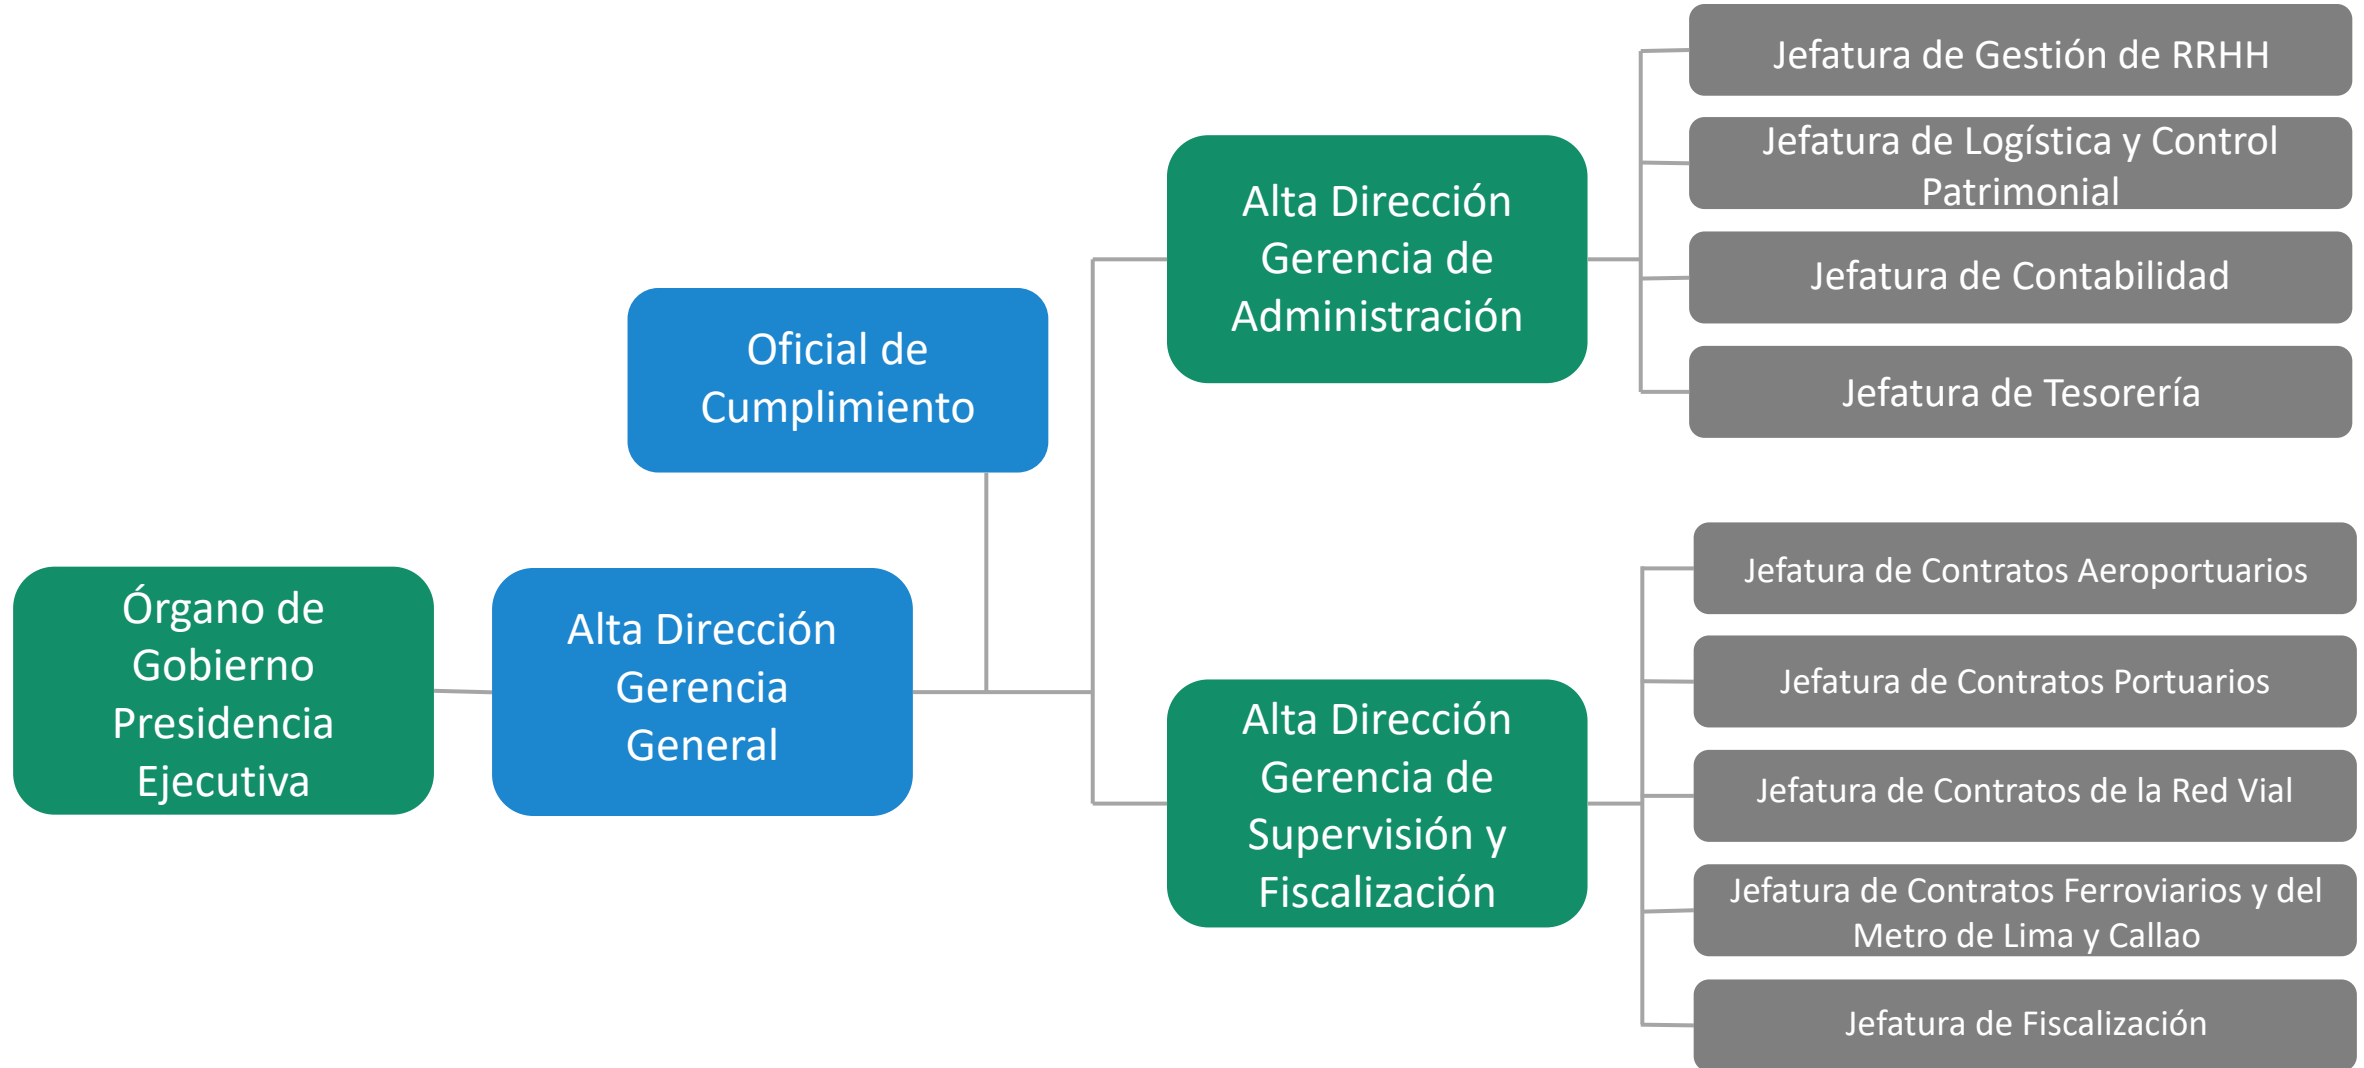 Órgano de
Gobierno
Presidencia
Ejecutiva
Alta Dirección
Gerencia
General
Oficial de
Cumplimiento
Alta Dirección
Gerencia de
Administración
Jefatura de Gestión de RRHH
Jefatura de Logística y Control
Patrimonial
Jefatura de Contabilidad
Jefatura de Tesorería
Alta Dirección
Gerencia de
Supervisión y
Fiscalización
Jefatura de Contratos Aeroportuarios
Jefatura de Contratos Portuarios
Jefatura de Contratos de la Red Vial
Jefatura de Contratos Ferroviarios y del
Metro de Lima y Callao
Jefatura de Fiscalización